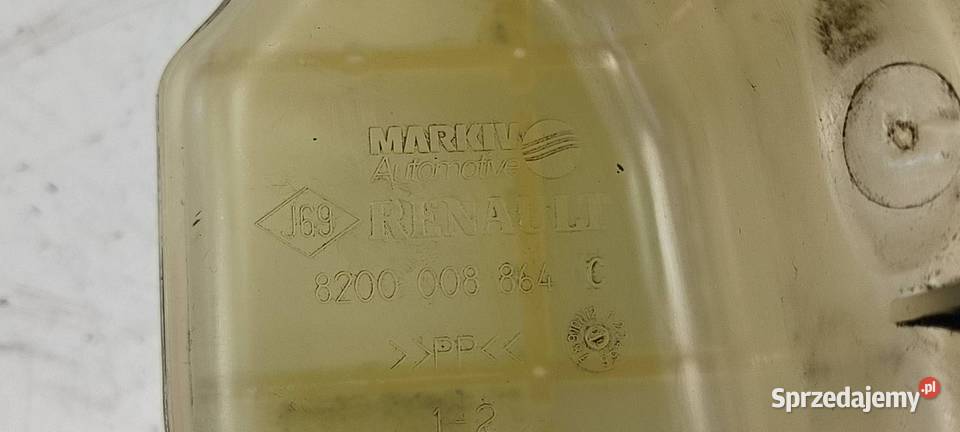 MARKIV
Automotive
J69 RENAULT
8200 008 864 C
>>PP<<
1-2
Sprzedajemy.pl